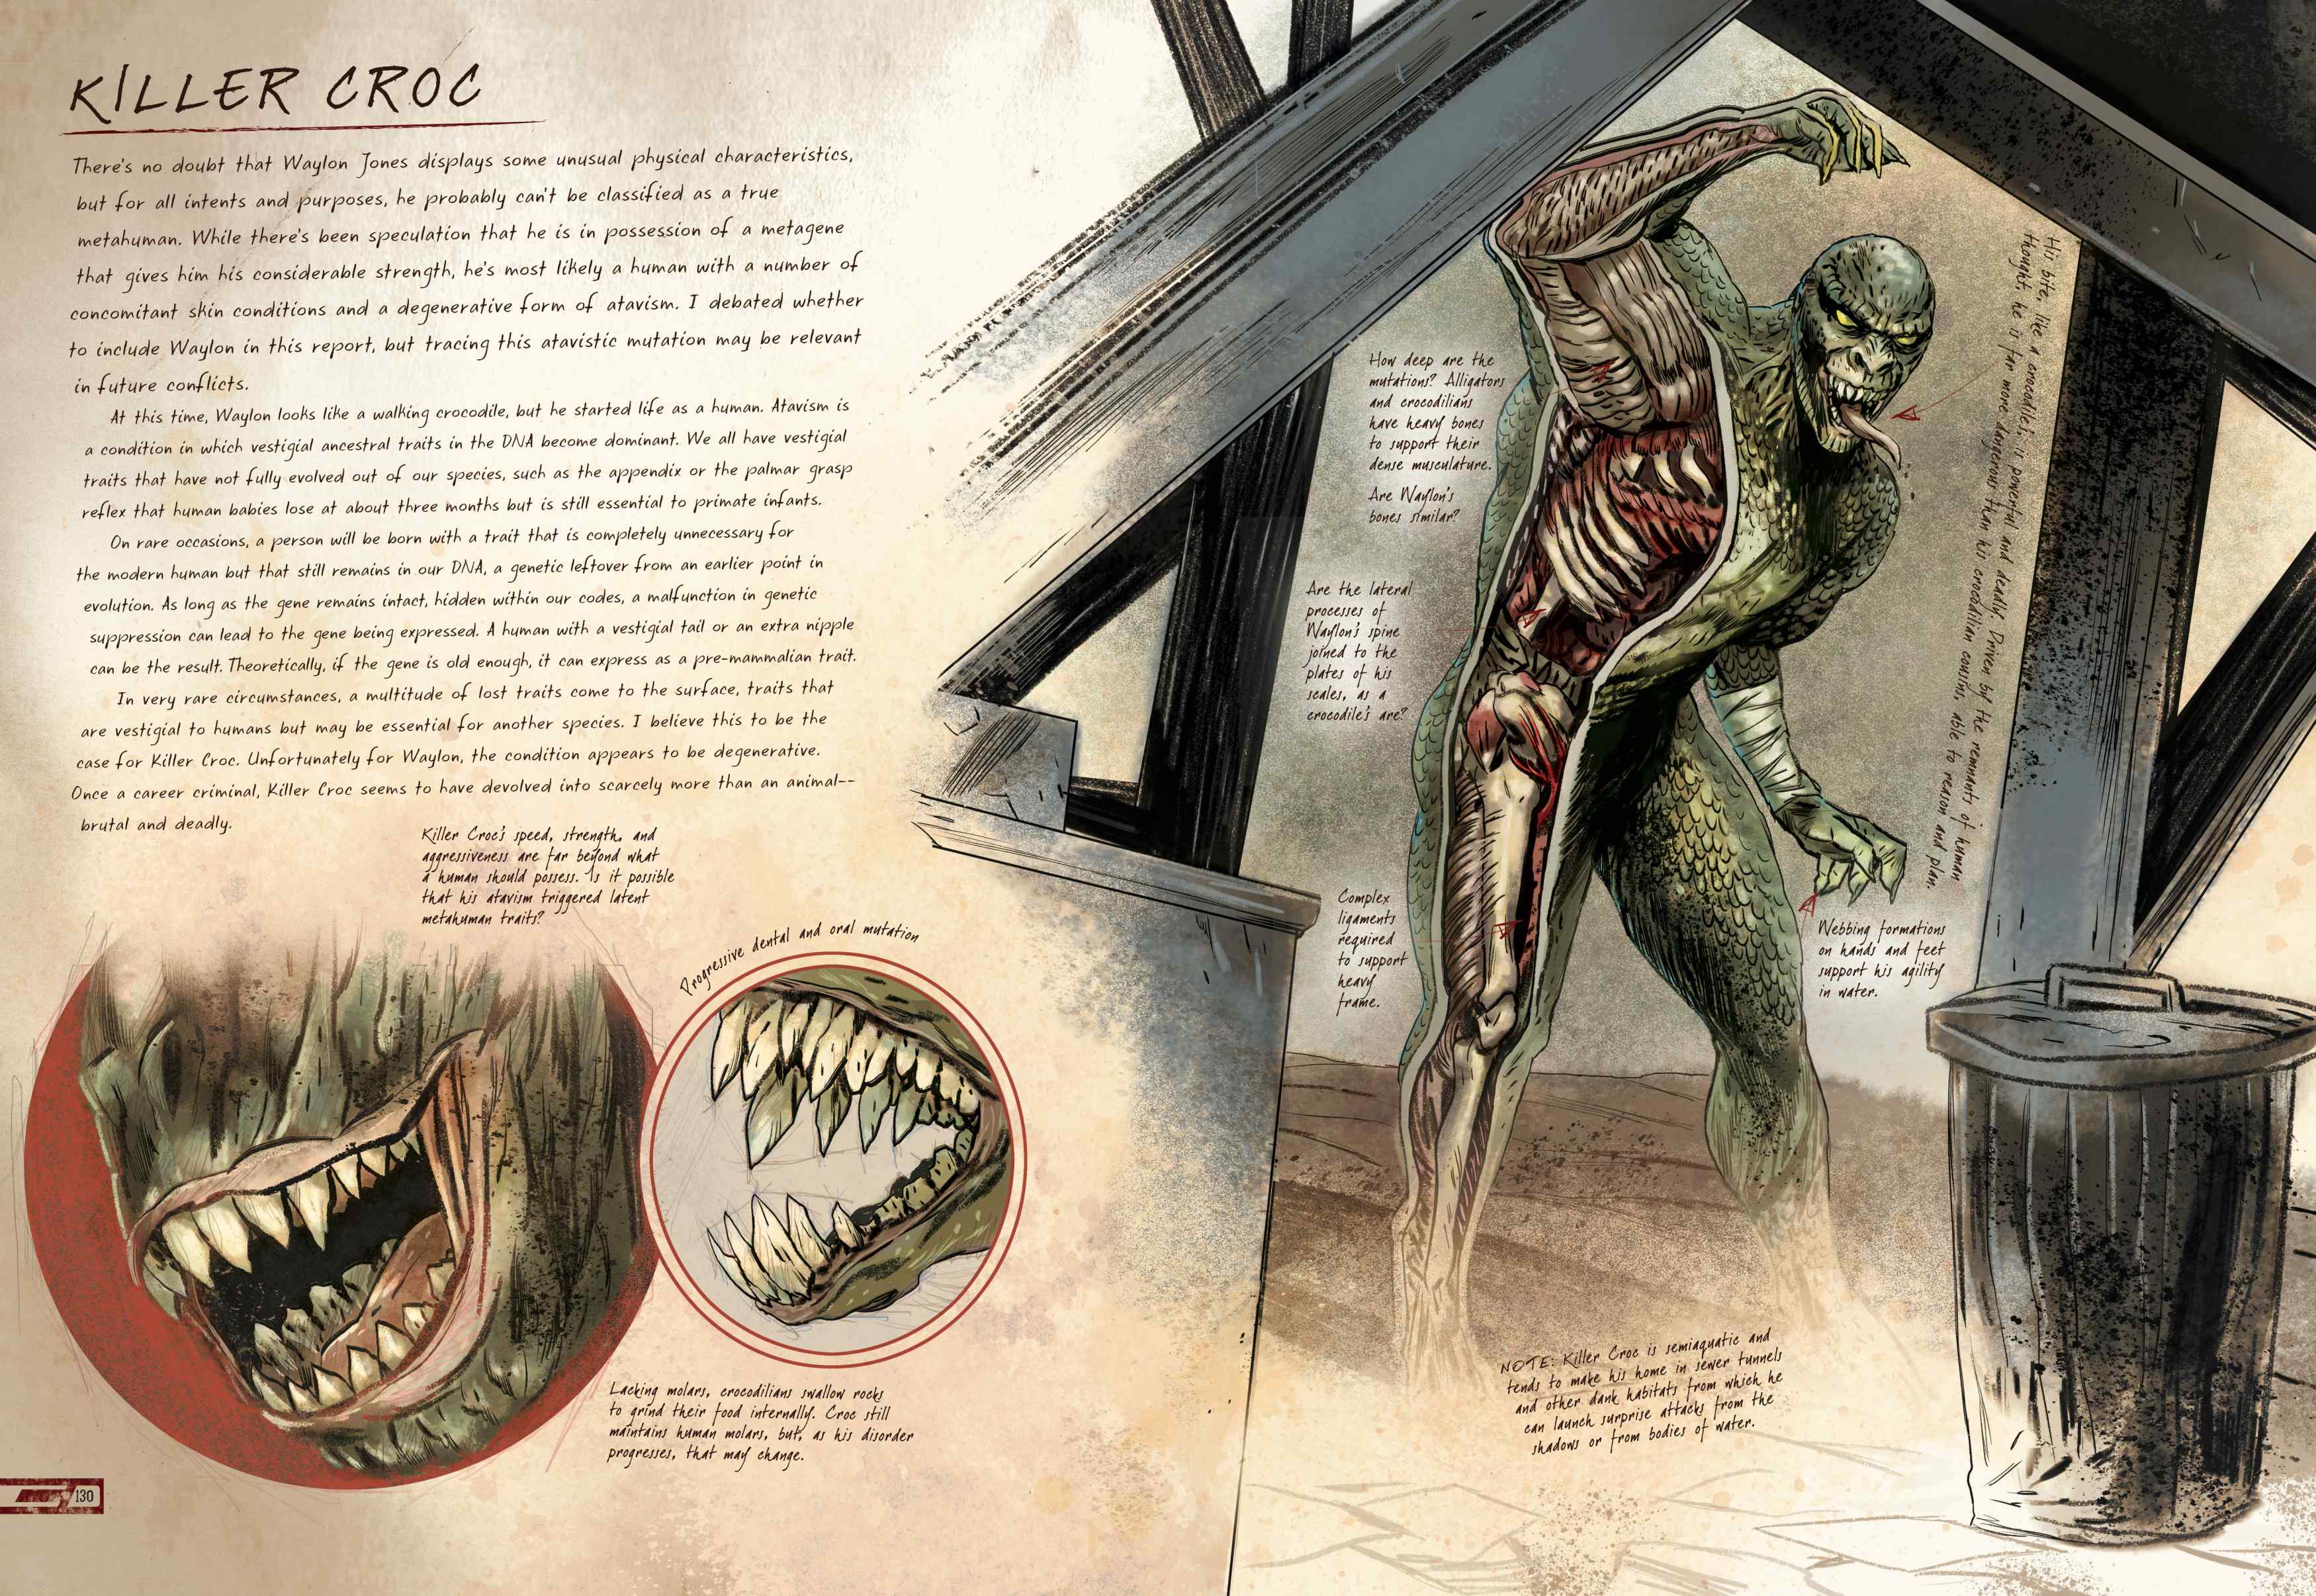 KILLER CROC
There's no doubt that Waylon Jones displays some unusual physical characteristics,
but for all intents and purposes, he probably can't be classified as a true
metahuman. While there's been speculation that he is in possession of a metagene
that gives him his considerable strength, he's most likely a human with a number of
concomitant skin conditions and a degenerative form of atavism. I debated whether
to include Waylon in this report, but tracing this atavistic mutation may be relevant
in future conflicts.
At this time, Waylon looks like a walking crocodile, but he started life as a human. Atavism is
a condition in which vestigial ancestral traits in the DNA become dominant. We all have vestigial
traits that have not fully evolved out of our species, such as the appendix or the palmar grasp
reflex that human babies lose at about three months but is still essential to primate infants.
On rare occasions, a person will be born with a trait that is completely unnecessary for
the modern human but that still remains in our DNA, a genetic leftover from an earlier point in
evolution. As long as the gene remains intact, hidden within our codes, a malfunction in genetic
suppression can lead to the gene being expressed. A human with a vestigial tail or an extra nipple
can be the result. Theoretically, if the gene is old enough, it can express as a pre-mammalian trait.
In very rare circumstances, a multitude of lost traits come to the surface, traits that
are vestigial to humans but may be essential for another species. I believe this to be the
case for Killer Croc. Unfortunately for Waylon, the condition appears to be degenerative.
Once a career criminal, Killer Croc seems to have devolved into scarcely more than an animal--
brutal and deadly.
Killer Croc's speed, strength, and
aggressiveness are far beyond what
a human should possess. Is it possible
that his atavism triggered latent
metahuman traits?
Progressive dental and oral mutation
Lacking molars, crocodilians swallow rocks
to grind their food internally. Croc still
maintains human molars, but, as his disorder
progresses, that may change.
130
How deep are the
mutations? Alligators
and crocodilians
have heavy bones
to support their
dense musculature.
Are Waylon's
bones similar?
Are the lateral
processes of
Waylon's spine
joined to the
plates of his
scales, as a
crocodile's are?
Complex
ligaments
required
to support
heavy
frame.
His bite, like a crocodile's, is powerful and deadly. Driven by the remnants of human
thought, he is far more dangerous than his crocodilian cousins, able to reason and plan.
Webbing formations
on hands and feet
support his agility
in water.
NOTE: Killer Croc is semiaquatic and
tends to make his home in sewer tunnels
and other dank habitats from which he
can launch surprise attacks from the
shadows or from bodies of water.